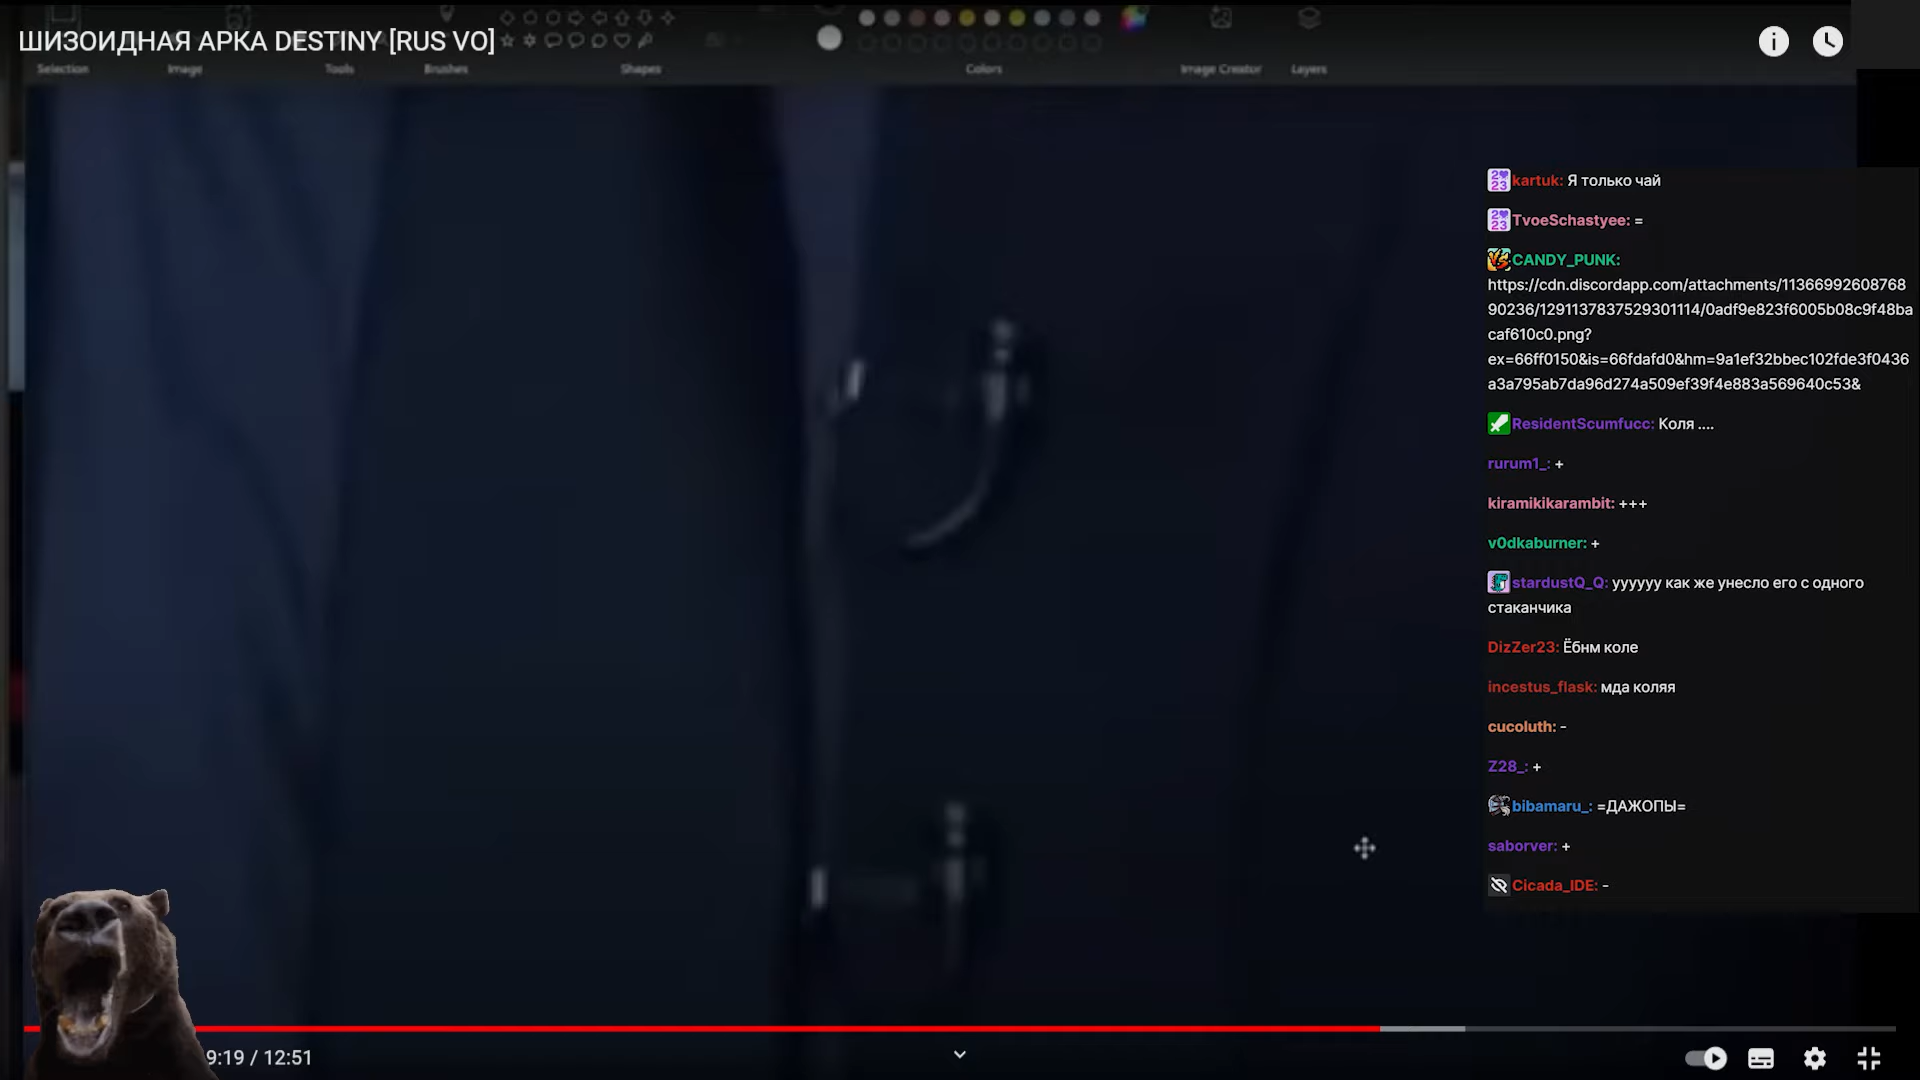 ШИЗОИДНАЯ АРКА DESTINY [RUS VO]
Selection Image Tools Brushes Shapes Colors Image Creator Layers
kartuk: Я только чай
TvoeSchastyee: =
CANDY_PUNK:
https://cdn.discordapp.com/attachments/11366992608768
90236/1291137837529301114/0adf9e823f6005b08c9f48ba
caf610c0.png?
ex=66ff0150&is=66fdafd0&hm=9a1ef32bbec102fde3f0436
a3a795ab7da96d274a509ef39f4e883a569640c53&
ResidentScumfucc: Коля ....
rurum1_: +
kiramikikarambit: +++
v0dkaburner: +
stardustQ_Q: уууууу как же унесло его с одного
стаканчика
DizZer23: Ёбнм коле
incestus_flask: мда коляя
cucoluth: -
Z28_: +
bibamaru_: =ДАЖОПЫ=
saborver: +
Cicada_IDE: -
9:19 / 12:51